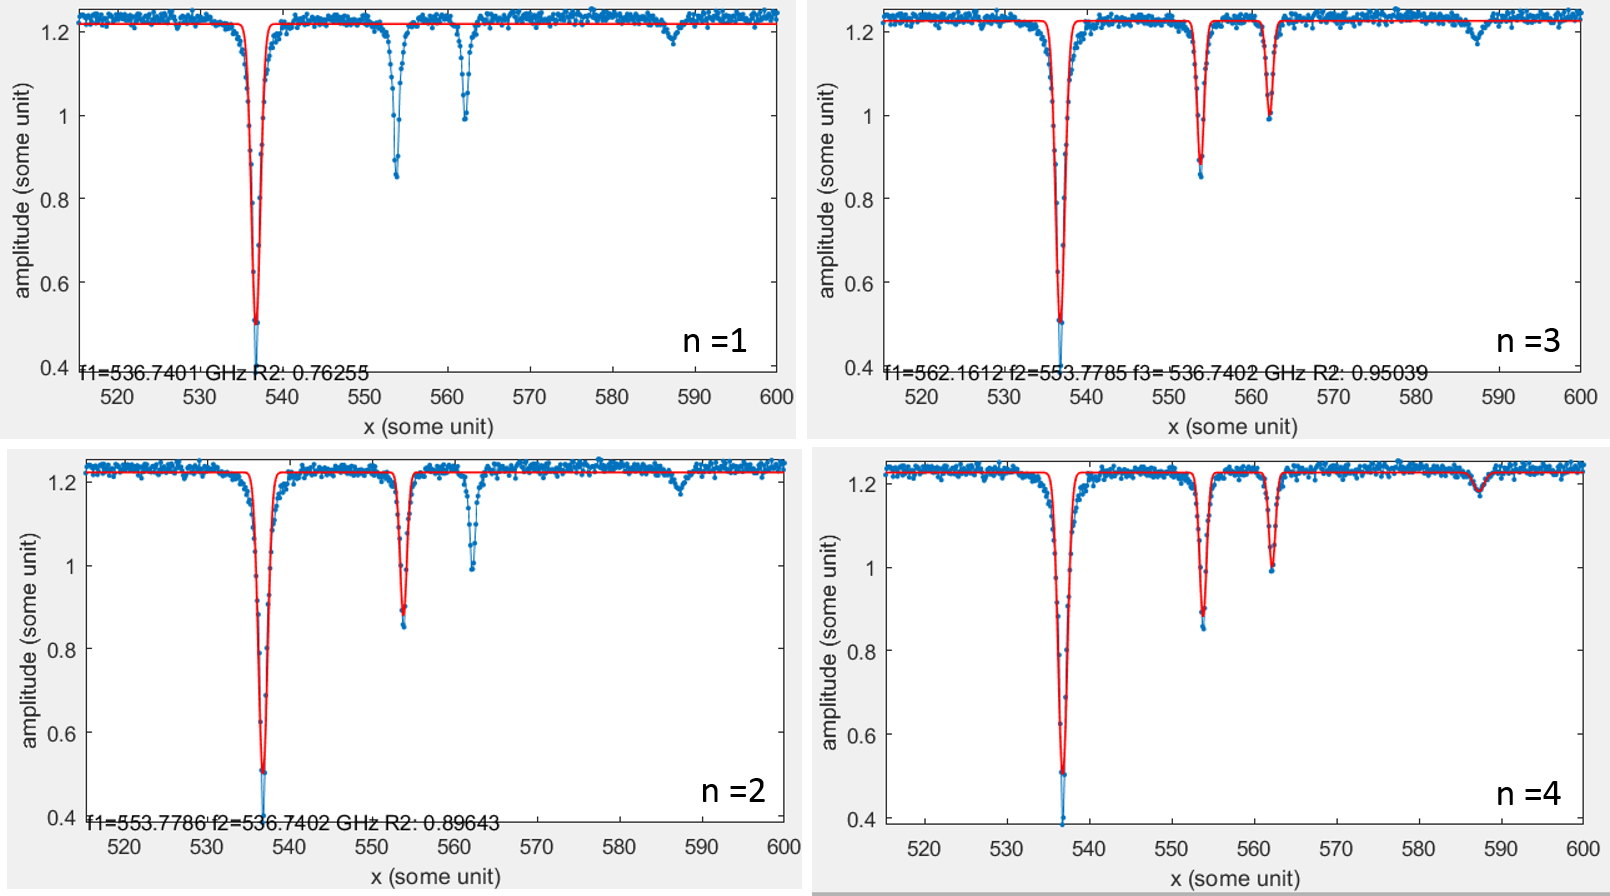 amplitude (some unit)
1.2
1
0.8
0.6
0.4
n =1
f1=536.7401 GHz R2: 0.76255
520 530 540 550 560 570 580 590 600
x (some unit)
amplitude (some unit)
1.2
1
0.8
0.6
0.4
n =3
f1=562.1612 f2=553.7785 f3= 536.7402 GHz R2: 0.95039
520 530 540 550 560 570 580 590 600
x (some unit)
amplitude (some unit)
1.2
1
0.8
0.6
0.4
n =2
f1=553.7786 f2=536.7402 GHz R2: 0.89643
520 530 540 550 560 570 580 590 600
x (some unit)
amplitude (some unit)
1.2
1
0.8
0.6
0.4
n =4
520 530 540 550 560 570 580 590 600
x (some unit)